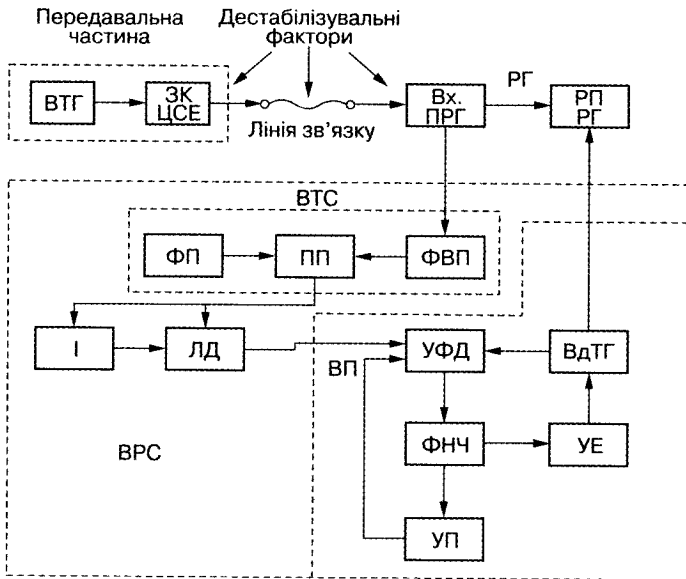 Передавальна
частина
Дестабілізувальні
фактори
ВТГ
ЗК
ЦСЕ
Лінія зв'язку
Вх.
ПРГ
РГ
РП
РГ
ВТС
ФП
ПП
ФВП
І
ЛД
ВП
УФД
ВдТГ
ФНЧ
УЕ
ВРС
УП